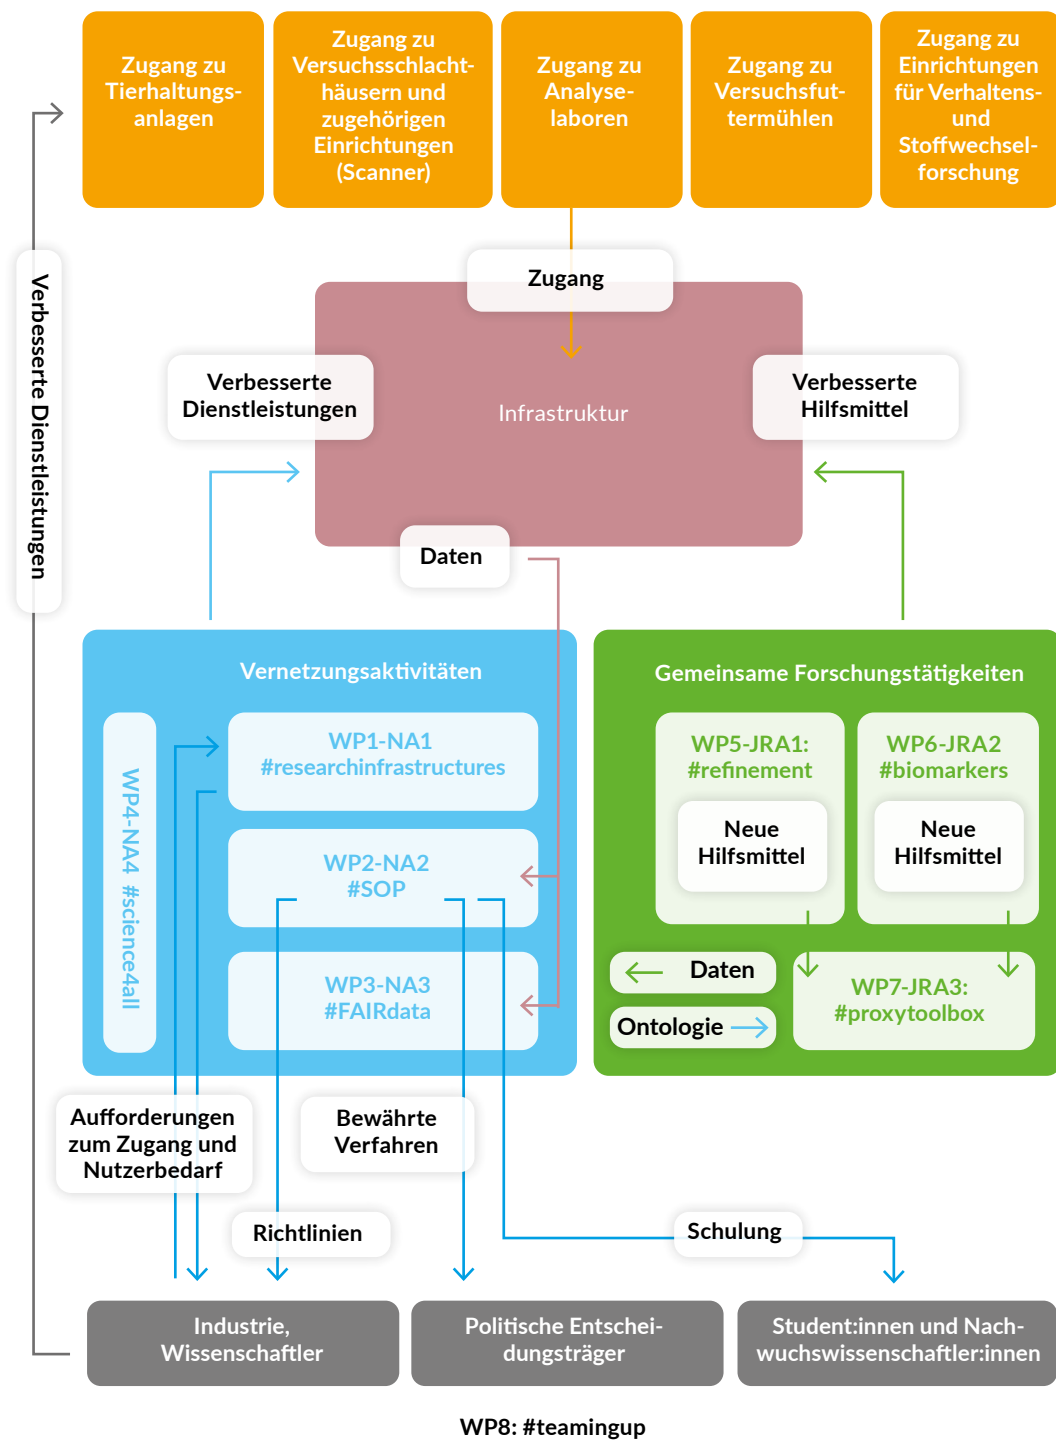 Zugang zu
Tierhaltungs-
anlagen
Zugang zu
Versuchsschlacht-
häusern und
zugehörigen
Einrichtungen
(Scanner)
Zugang zu
Analyse-
laboren
Zugang zu
Versuchsfut-
termühlen
Zugang zu
Einrichtungen
für Verhaltens-
und
Stoffwechsel-
forschung
Zugang
Verbesserte Dienstleistungen
Verbesserte
Dienstleistungen
Infrastruktur
Verbesserte
Hilfsmittel
Daten
Vernetzungsaktivitäten
WP4-NA4 #science4all
WP1-NA1
#researchinfrastructures
WP2-NA2
#SOP
WP3-NA3
#FAIRdata
Gemeinsame Forschungstätigkeiten
WP5-JRA1:
#refinement
Neue
Hilfsmittel
WP6-JRA2
#biomarkers
Neue
Hilfsmittel
Daten
Ontologie
WP7-JRA3:
#proxytoolbox
Aufforderungen
zum Zugang und
Nutzerbedarf
Bewährte
Verfahren
Richtlinien
Schulung
Industrie,
Wissenschaftler
Politische Entschei-
dungsträger
Student:innen und Nach-
wuchswissenschaftler:innen
WP8: #teamingup